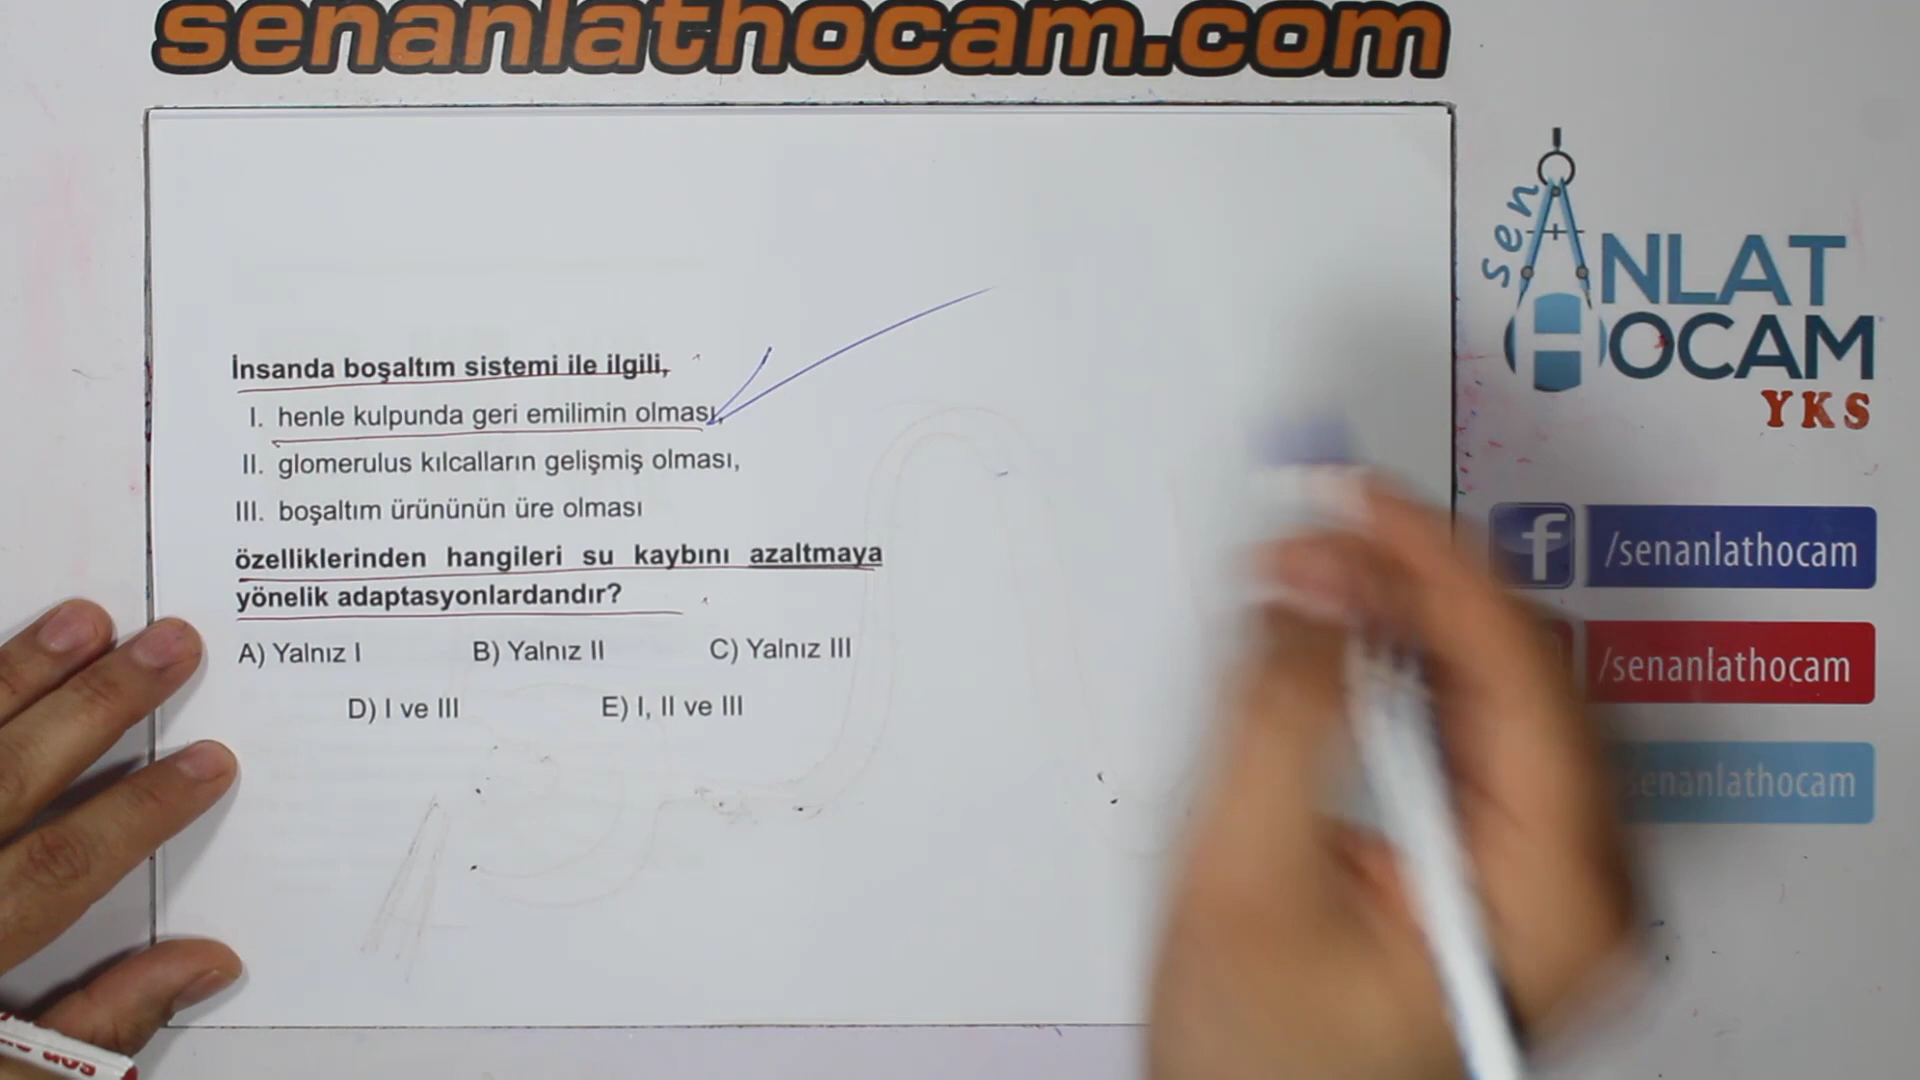 senanlathocam.com
sen
ANLAT
HOCAM
YKS
İnsanda boşaltım sistemi ile ilgili,
I. henle kulpunda geri emilimin olması,
II. glomerulus kılcalların gelişmiş olması,
III. boşaltım ürününün üre olması
özelliklerinden hangileri su kaybını azaltmaya
yönelik adaptasyonlardandır?
A) Yalnız I B) Yalnız II C) Yalnız III
D) I ve III E) I, II ve III
f /senanlathocam
/senanlathocam
senanlathocam